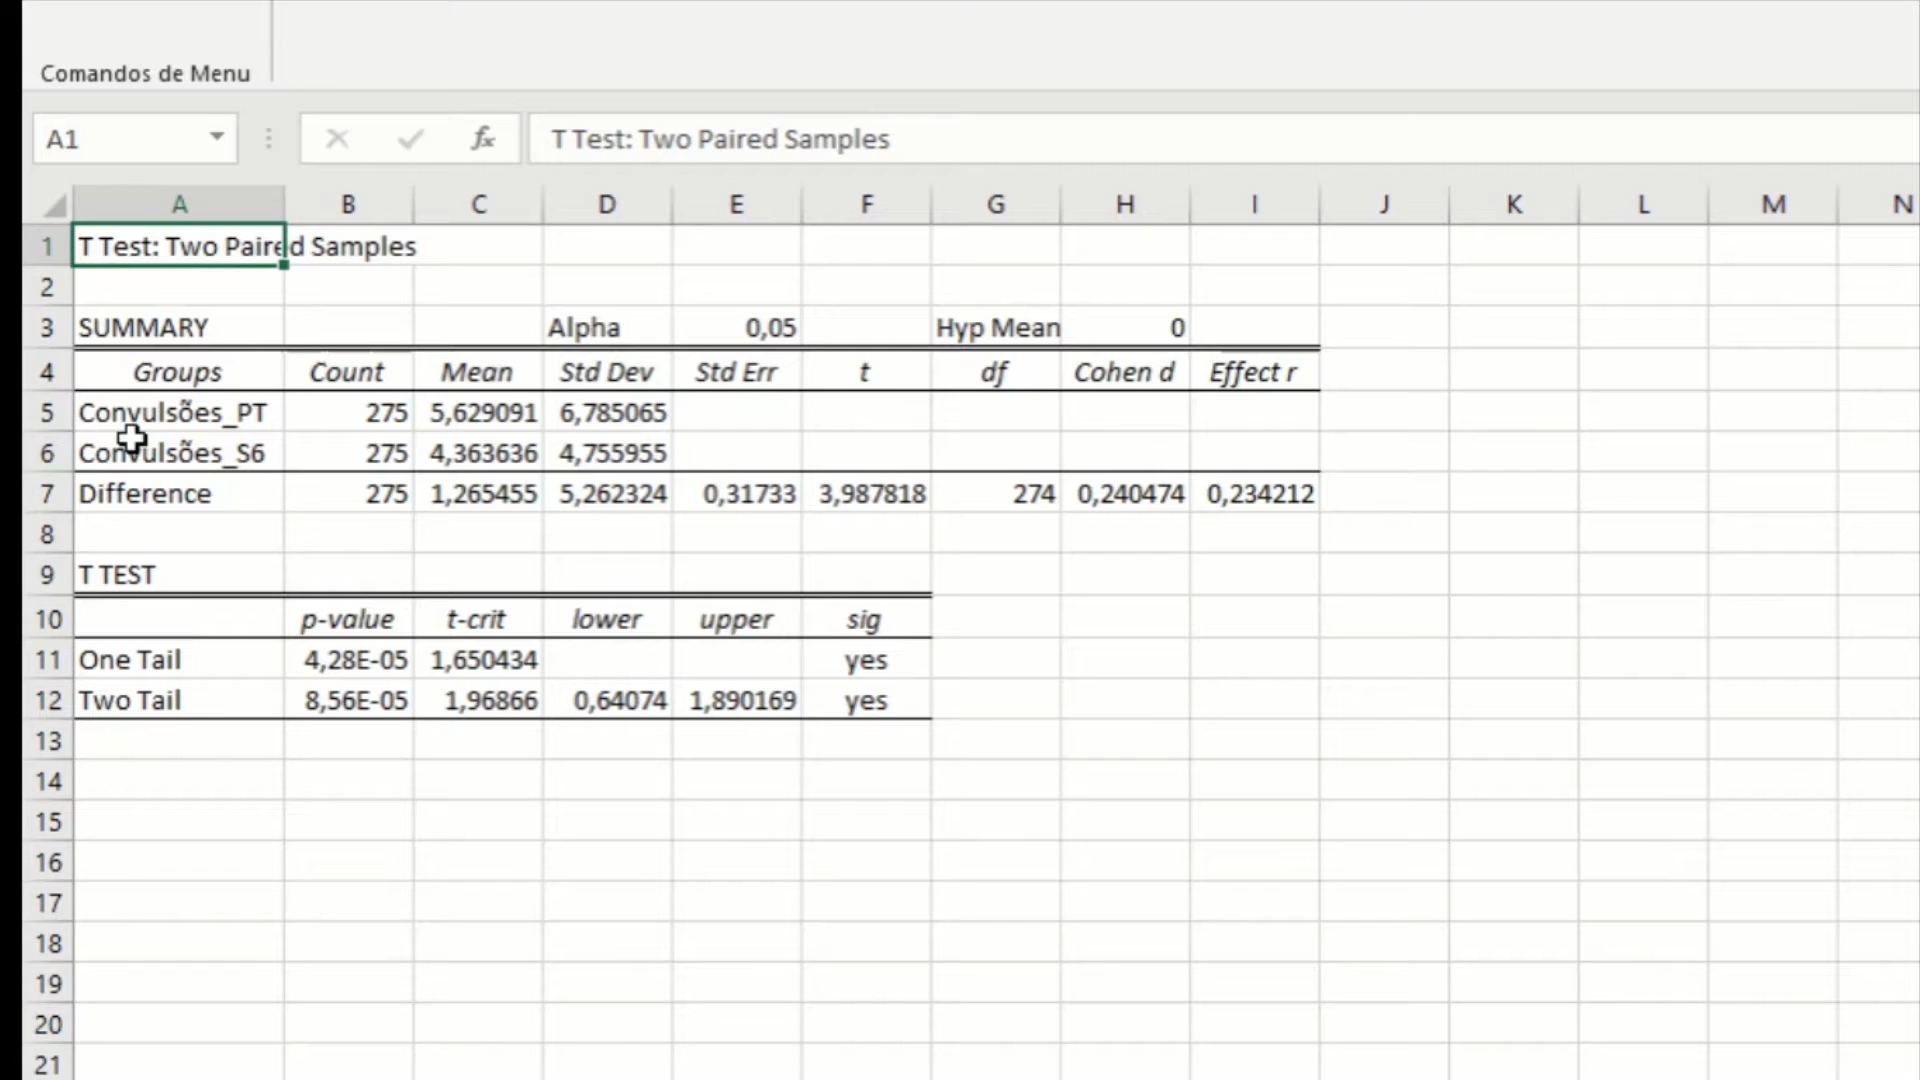 Comandos de Menu
A1 fx T Test: Two Paired Samples
A B C D E F G H I J K L M N
1 T Test: Two Paired Samples
2
3 SUMMARY Alpha 0,05 Hyp Mean 0
4 Groups Count Mean Std Dev Std Err t df Cohen d Effect r
5 Convulsões_PT 275 5,629091 6,785065
6 Convulsões_S6 275 4,363636 4,755955
7 Difference 275 1,265455 5,262324 0,31733 3,987818 274 0,240474 0,234212
8
9 T TEST
10 p-value t-crit lower upper sig
11 One Tail 4,28E-05 1,650434 yes
12 Two Tail 8,56E-05 1,96866 0,64074 1,890169 yes
13
14
15
16
17
18
19
20
21